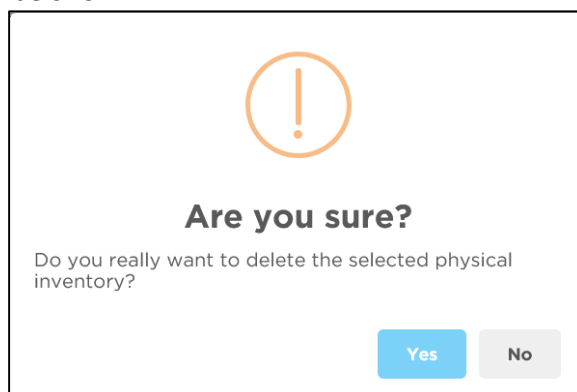 Are you sure?
Do you really want to delete the selected physical
inventory?
Yes
No